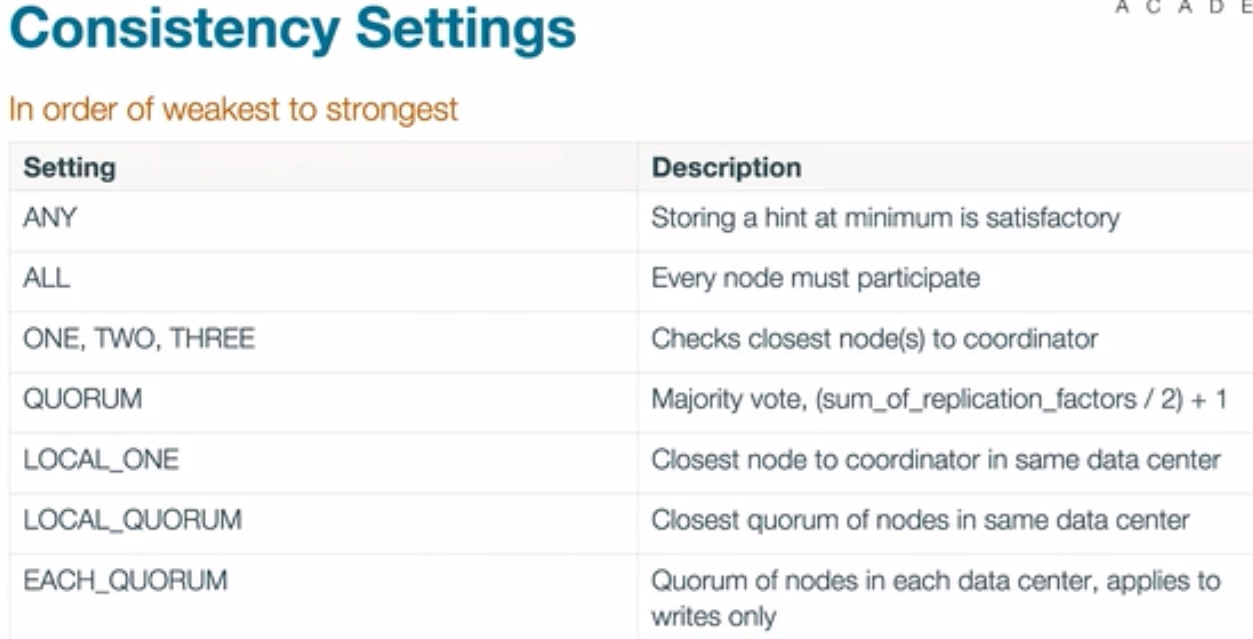 A C A D E
Consistency Settings
In order of weakest to strongest
Setting Description
ANY Storing a hint at minimum is satisfactory
ALL Every node must participate
ONE, TWO, THREE Checks closest node(s) to coordinator
QUORUM Majority vote, (sum_of_replication_factors / 2) + 1
LOCAL_ONE Closest node to coordinator in same data center
LOCAL_QUORUM Closest quorum of nodes in same data center
EACH_QUORUM Quorum of nodes in each data center, applies to
writes only